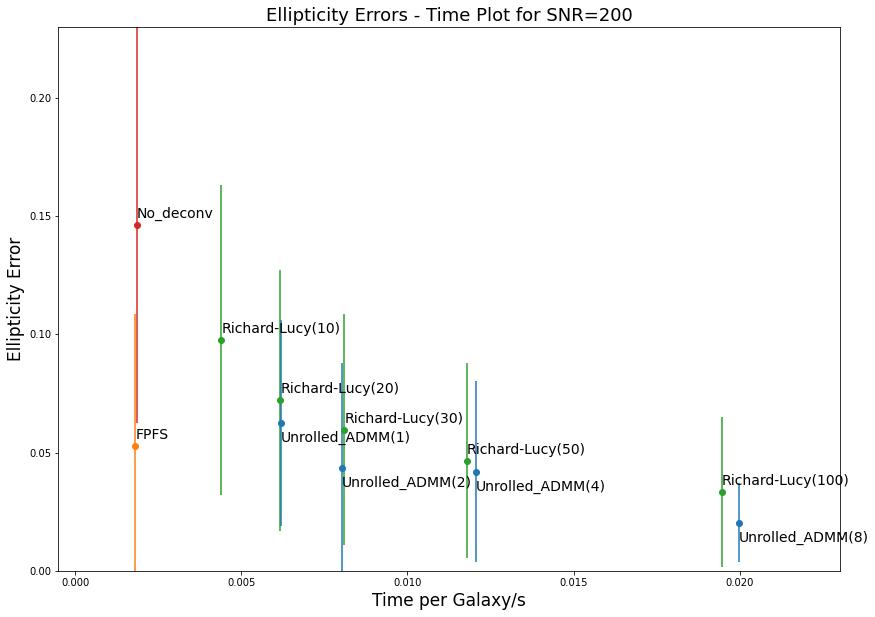 Ellipticity Errors - Time Plot for SNR=200
Ellipticity Error
0.20
0.15
0.10
0.05
0.00
No_deconv
FPFS
Richard-Lucy(10)
Richard-Lucy(20)
Unrolled_ADMM(1)
Richard-Lucy(30)
Unrolled_ADMM(2)
Richard-Lucy(50)
Unrolled_ADMM(4)
Richard-Lucy(100)
Unrolled_ADMM(8)
0.000 0.005 0.010 0.015 0.020
Time per Galaxy/s